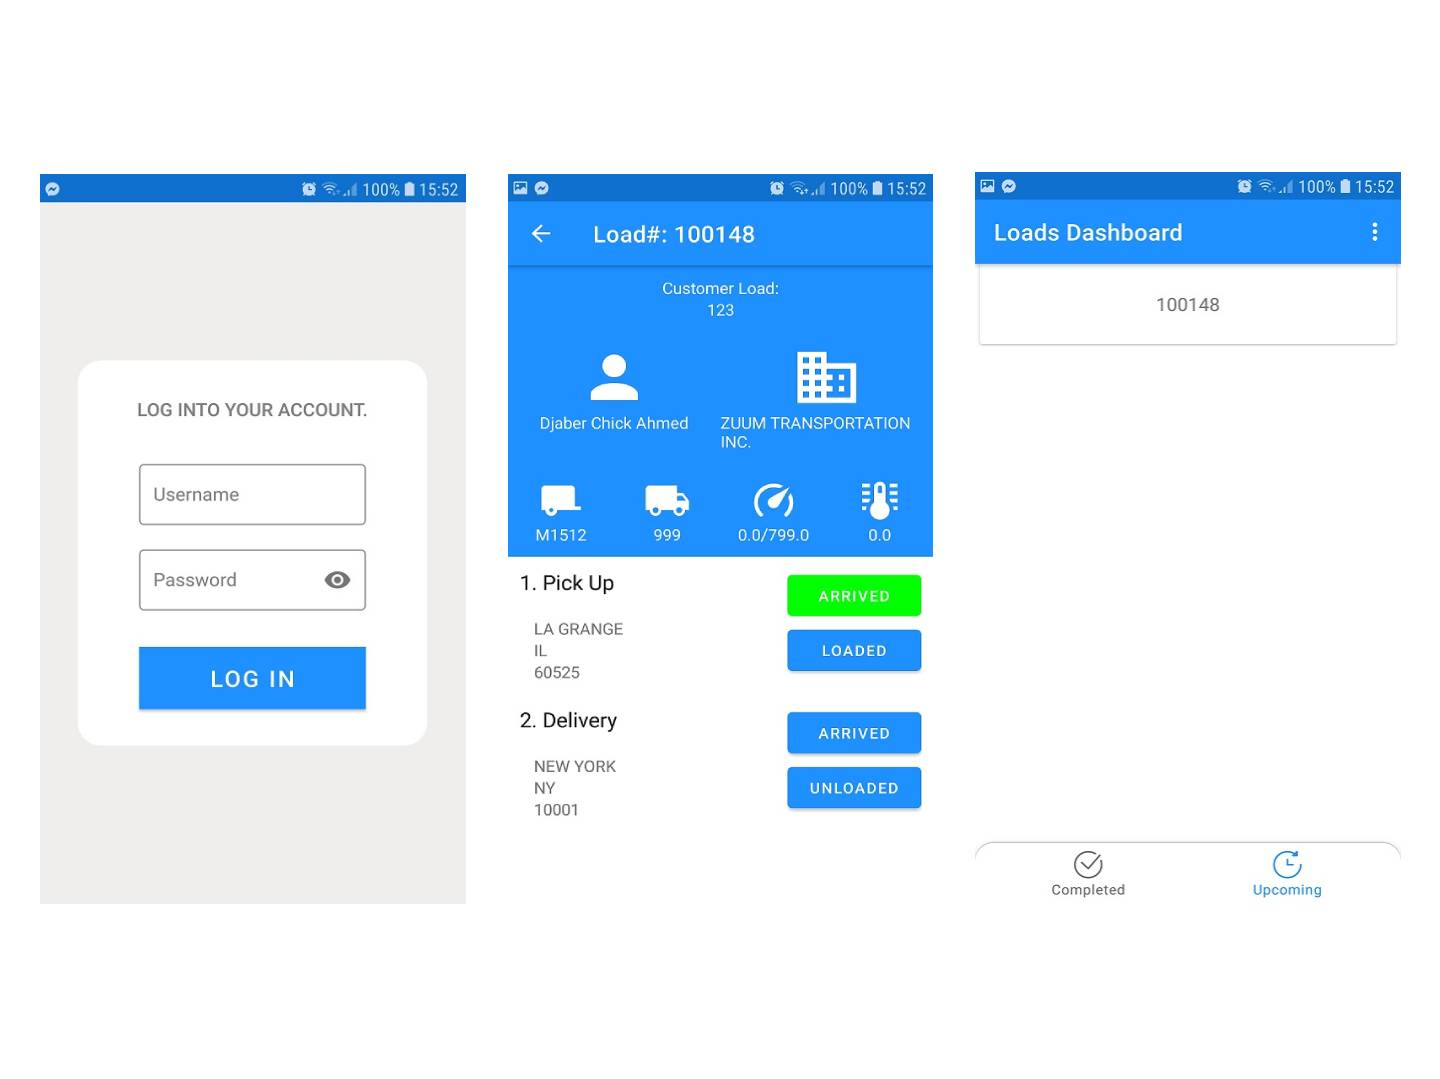 100% 15:52
LOG INTO YOUR ACCOUNT.
Username
Password
LOG IN
100% 15:52
Load#: 100148
Customer Load:
123
Djaber Chick Ahmed
ZUUM TRANSPORTATION
INC.
M1512
999
0.0/799.0
0.0
1. Pick Up
ARRIVED
LA GRANGE
IL
60525
LOADED
2. Delivery
ARRIVED
NEW YORK
NY
10001
UNLOADED
100% 15:52
Loads Dashboard
100148
Completed
Upcoming